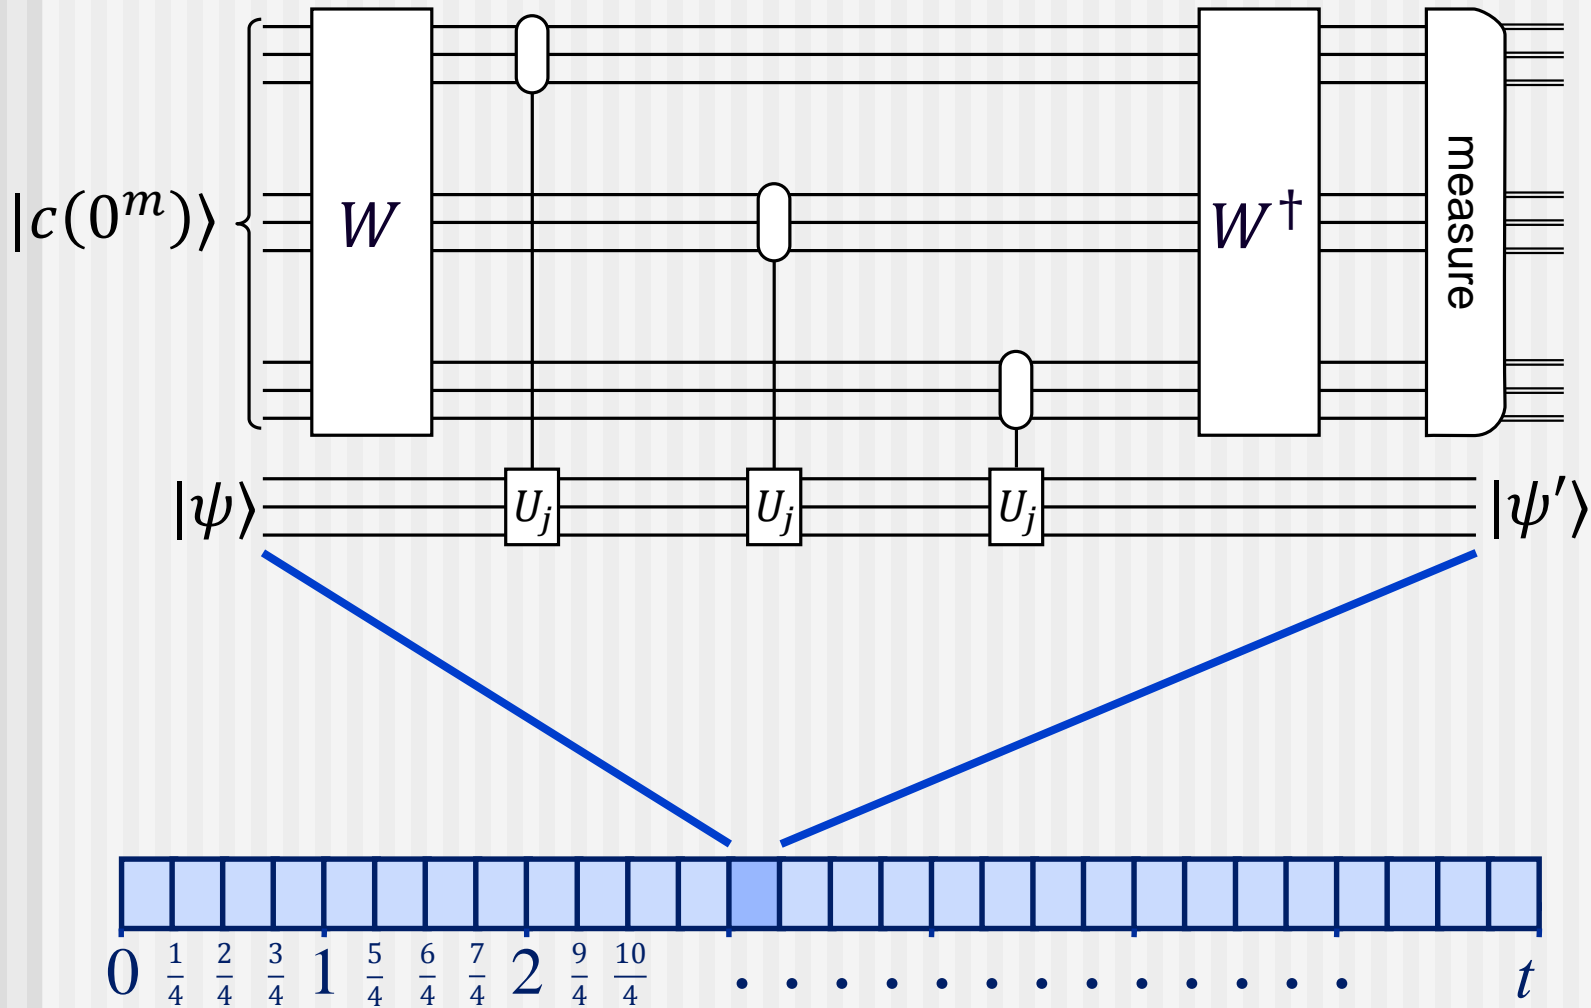 |c(0^m)⟩
W
W†
measure
|ψ⟩
U_j U_j U_j
|ψ′⟩
0 1/4 2/4 3/4 1 5/4 6/4 7/4 2 9/4 10/4 . . . . . . . . . . . . . t